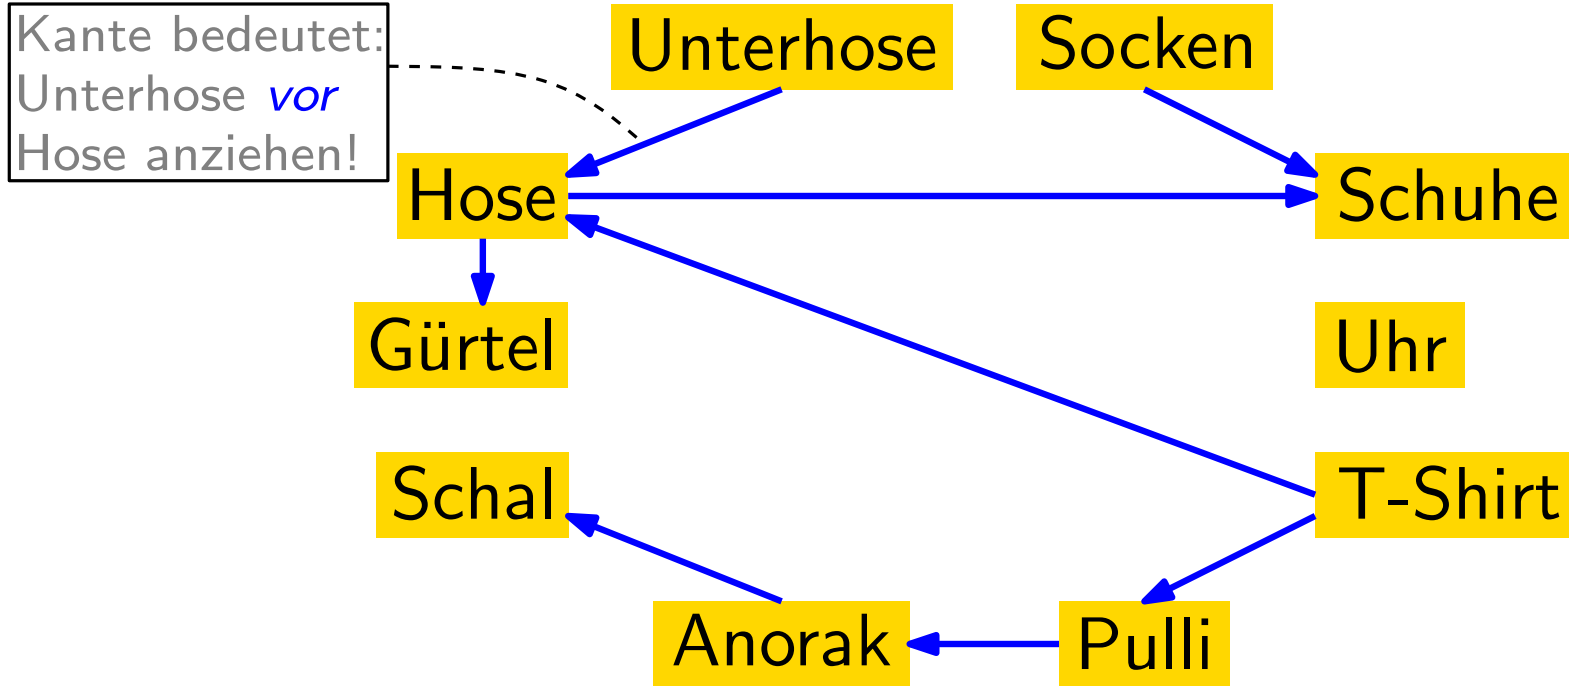 Kante bedeutet:
Unterhose vor
Hose anziehen!
Unterhose
Socken
Hose
Schuhe
Gürtel
Uhr
Schal
T-Shirt
Anorak
Pulli